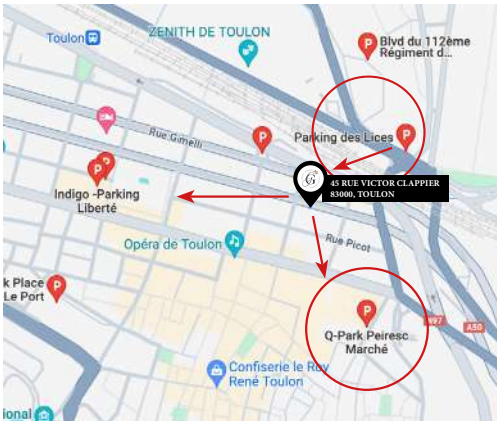 ZENITH DE TOULON
Toulon
Blvd du 112ème
Régiment d...
P
P
Rue Gimelli
P
Parking des Lices
P
G
45 RUE VICTOR CLAPPIER
83000, TOULON
Indigo -Parking
Liberté
Rue Picot
Opéra de Toulon
k Place
Le Port
P
P
A50
Q-Park Peiresc
Marché
Confiserie le Roy
René Toulon
ional